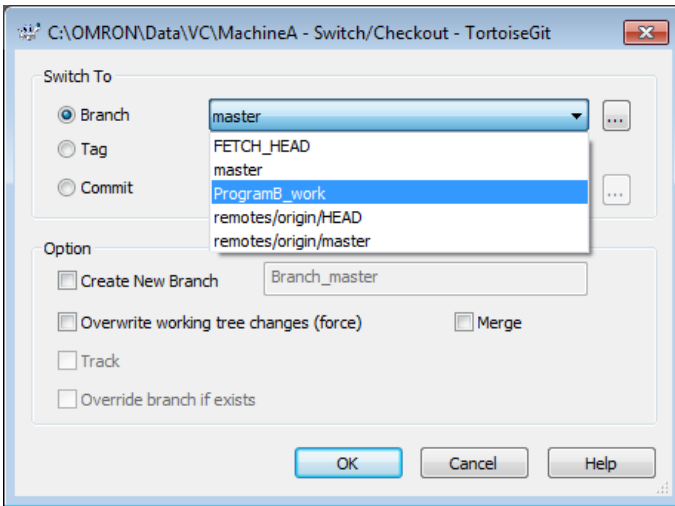 C:\OMRON\Data\VC\MachineA - Switch/Checkout - TortoiseGit
Switch To
Branch
master
...
Tag
FETCH_HEAD
master
Commit
ProgramB_work
...
remotes/origin/HEAD
remotes/origin/master
Option
Create New Branch
Branch_master
Overwrite working tree changes (force)
Merge
Track
Override branch if exists
OK
Cancel
Help